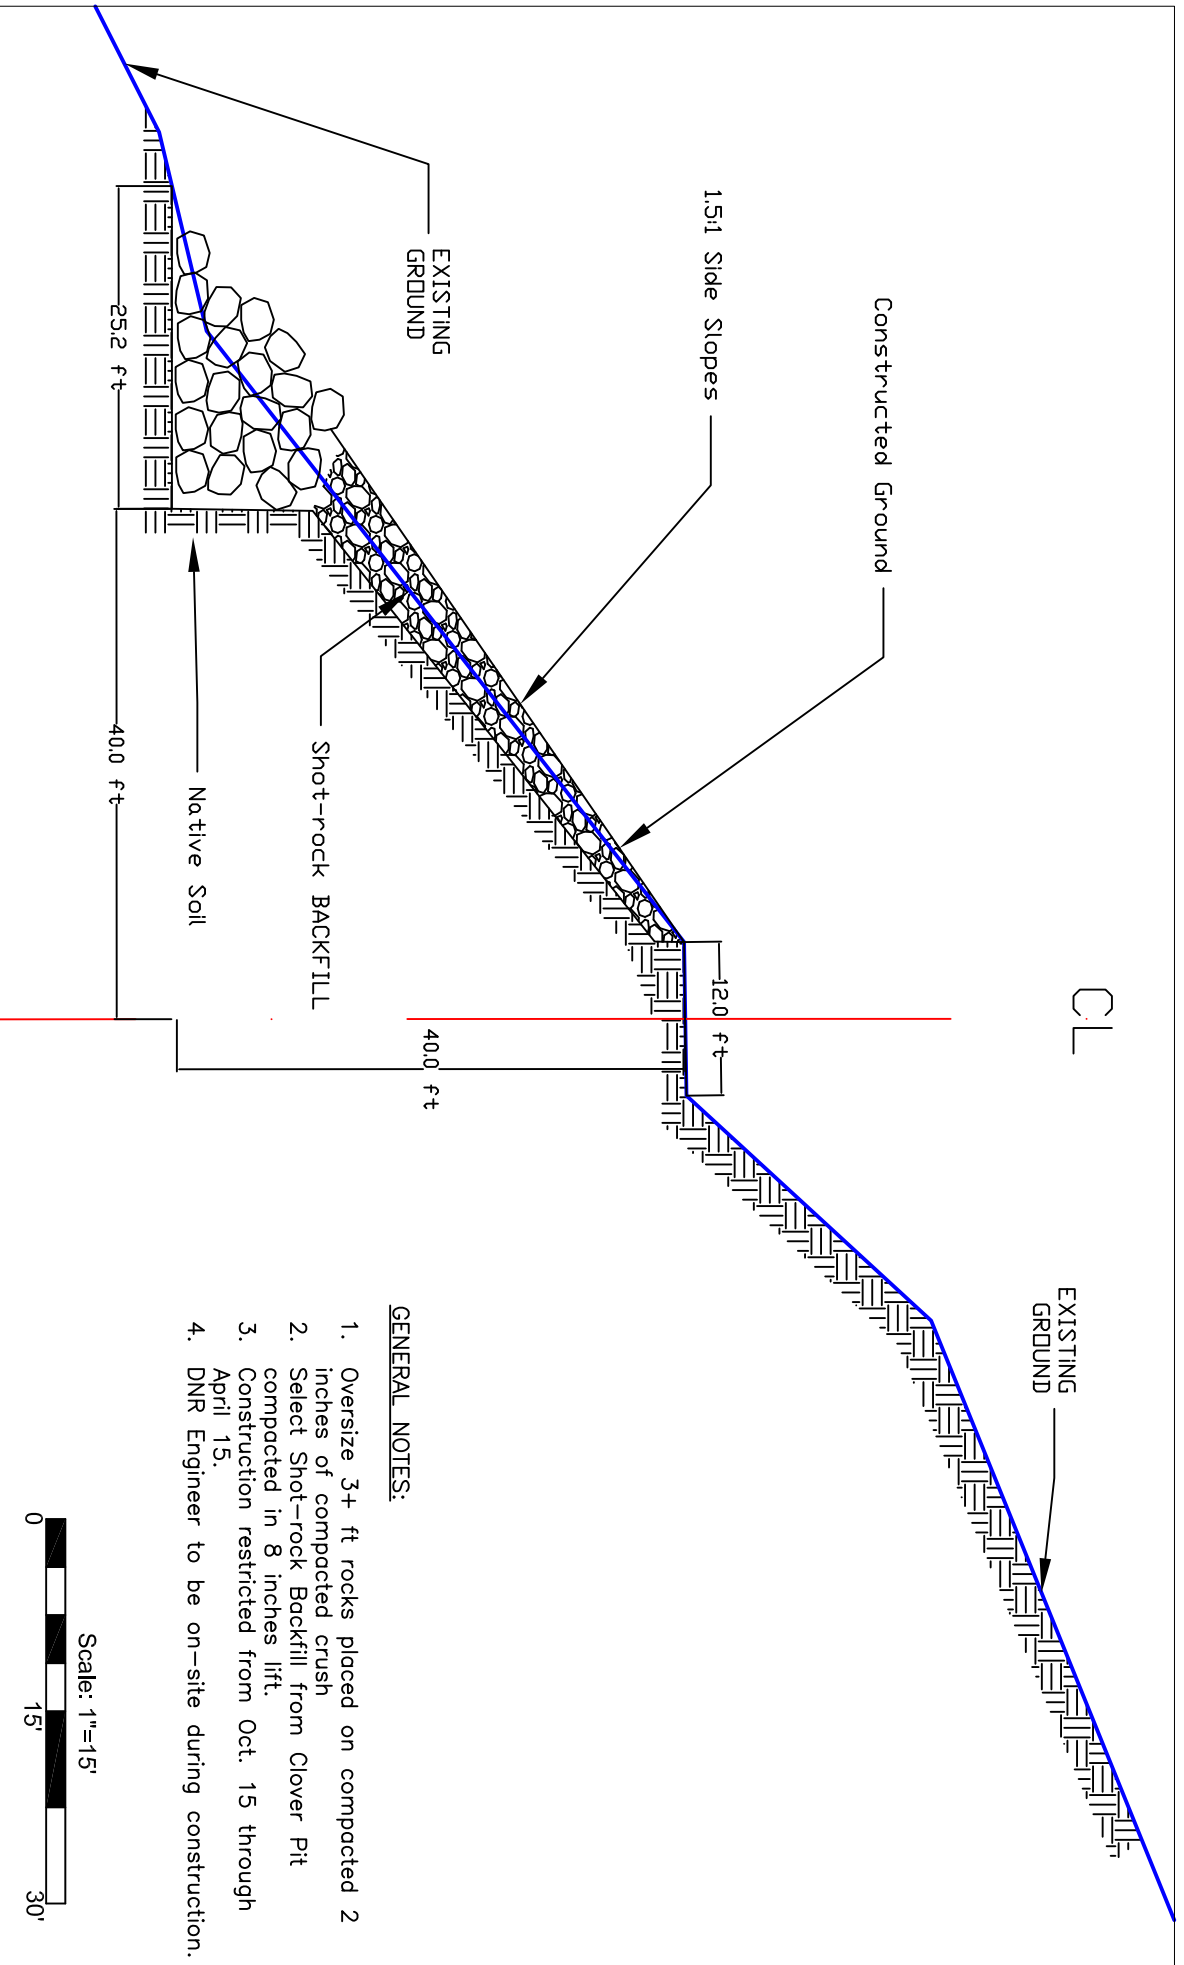 CL
EXISTING
GROUND
Constructed Ground
1.5:1 Side Slopes
12.0 ft
EXISTING
GROUND
40.0 ft
Shot-rock BACKFILL
Native Soil
25.2 ft
40.0 ft
GENERAL NOTES:
1. Oversize 3+ ft rocks placed on compacted 2
inches of compacted crush
2. Select Shot-rock Backfill from Clover Pit
compacted in 8 inches lift.
3. Construction restricted from Oct. 15 through
April 15.
4. DNR Engineer to be on-site during construction.
Scale: 1"=15'
0 15' 30'